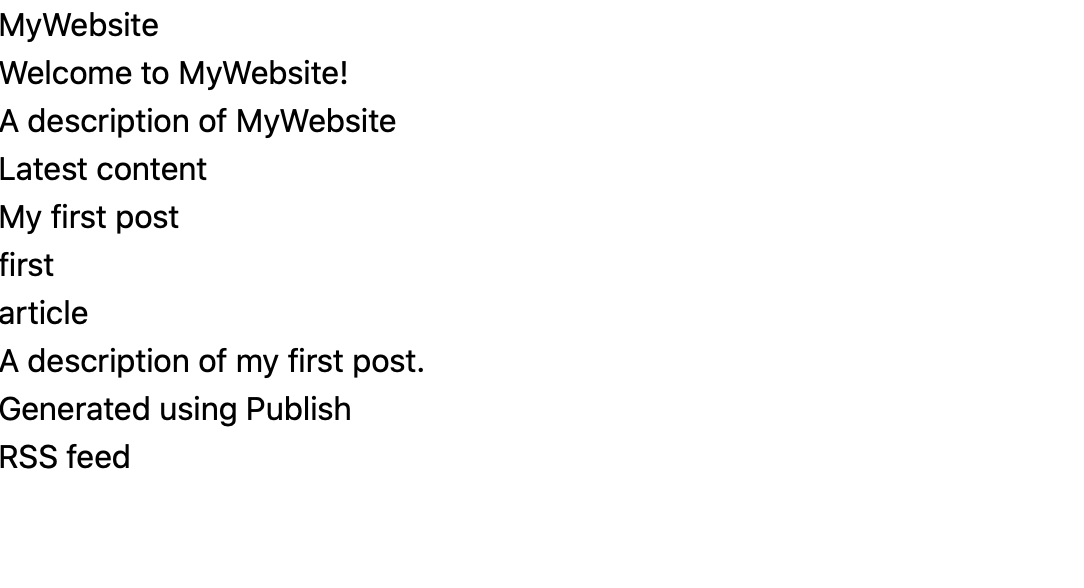 MyWebsite
Welcome to MyWebsite!
A description of MyWebsite
Latest content
My first post
first
article
A description of my first post.
Generated using Publish
RSS feed